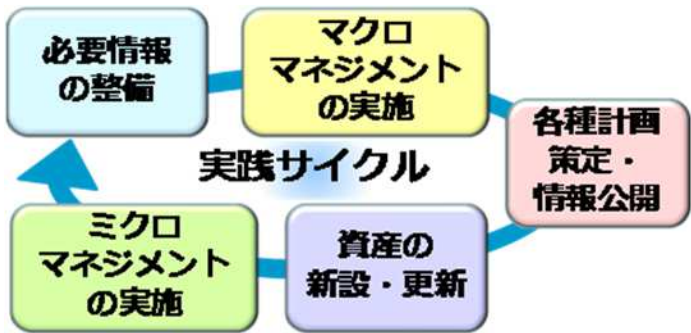 必要情報
の整備
マクロ
マネジメント
の実施
各種計画
策定・
情報公開
実践サイクル
ミクロ
マネジメント
の実施
資産の
新設・更新